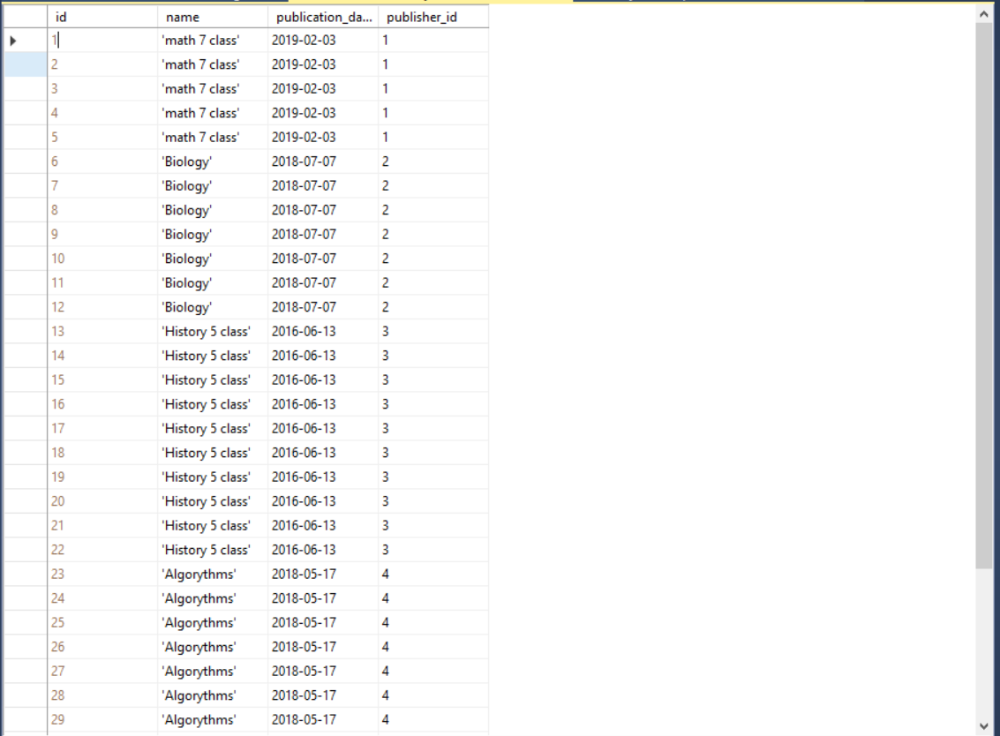 id name publication_da... publisher_id
1 'math 7 class' 2019-02-03 1
2 'math 7 class' 2019-02-03 1
3 'math 7 class' 2019-02-03 1
4 'math 7 class' 2019-02-03 1
5 'math 7 class' 2019-02-03 1
6 'Biology' 2018-07-07 2
7 'Biology' 2018-07-07 2
8 'Biology' 2018-07-07 2
9 'Biology' 2018-07-07 2
10 'Biology' 2018-07-07 2
11 'Biology' 2018-07-07 2
12 'Biology' 2018-07-07 2
13 'History 5 class' 2016-06-13 3
14 'History 5 class' 2016-06-13 3
15 'History 5 class' 2016-06-13 3
16 'History 5 class' 2016-06-13 3
17 'History 5 class' 2016-06-13 3
18 'History 5 class' 2016-06-13 3
19 'History 5 class' 2016-06-13 3
20 'History 5 class' 2016-06-13 3
21 'History 5 class' 2016-06-13 3
22 'History 5 class' 2016-06-13 3
23 'Algorythms' 2018-05-17 4
24 'Algorythms' 2018-05-17 4
25 'Algorythms' 2018-05-17 4
26 'Algorythms' 2018-05-17 4
27 'Algorythms' 2018-05-17 4
28 'Algorythms' 2018-05-17 4
29 'Algorythms' 2018-05-17 4